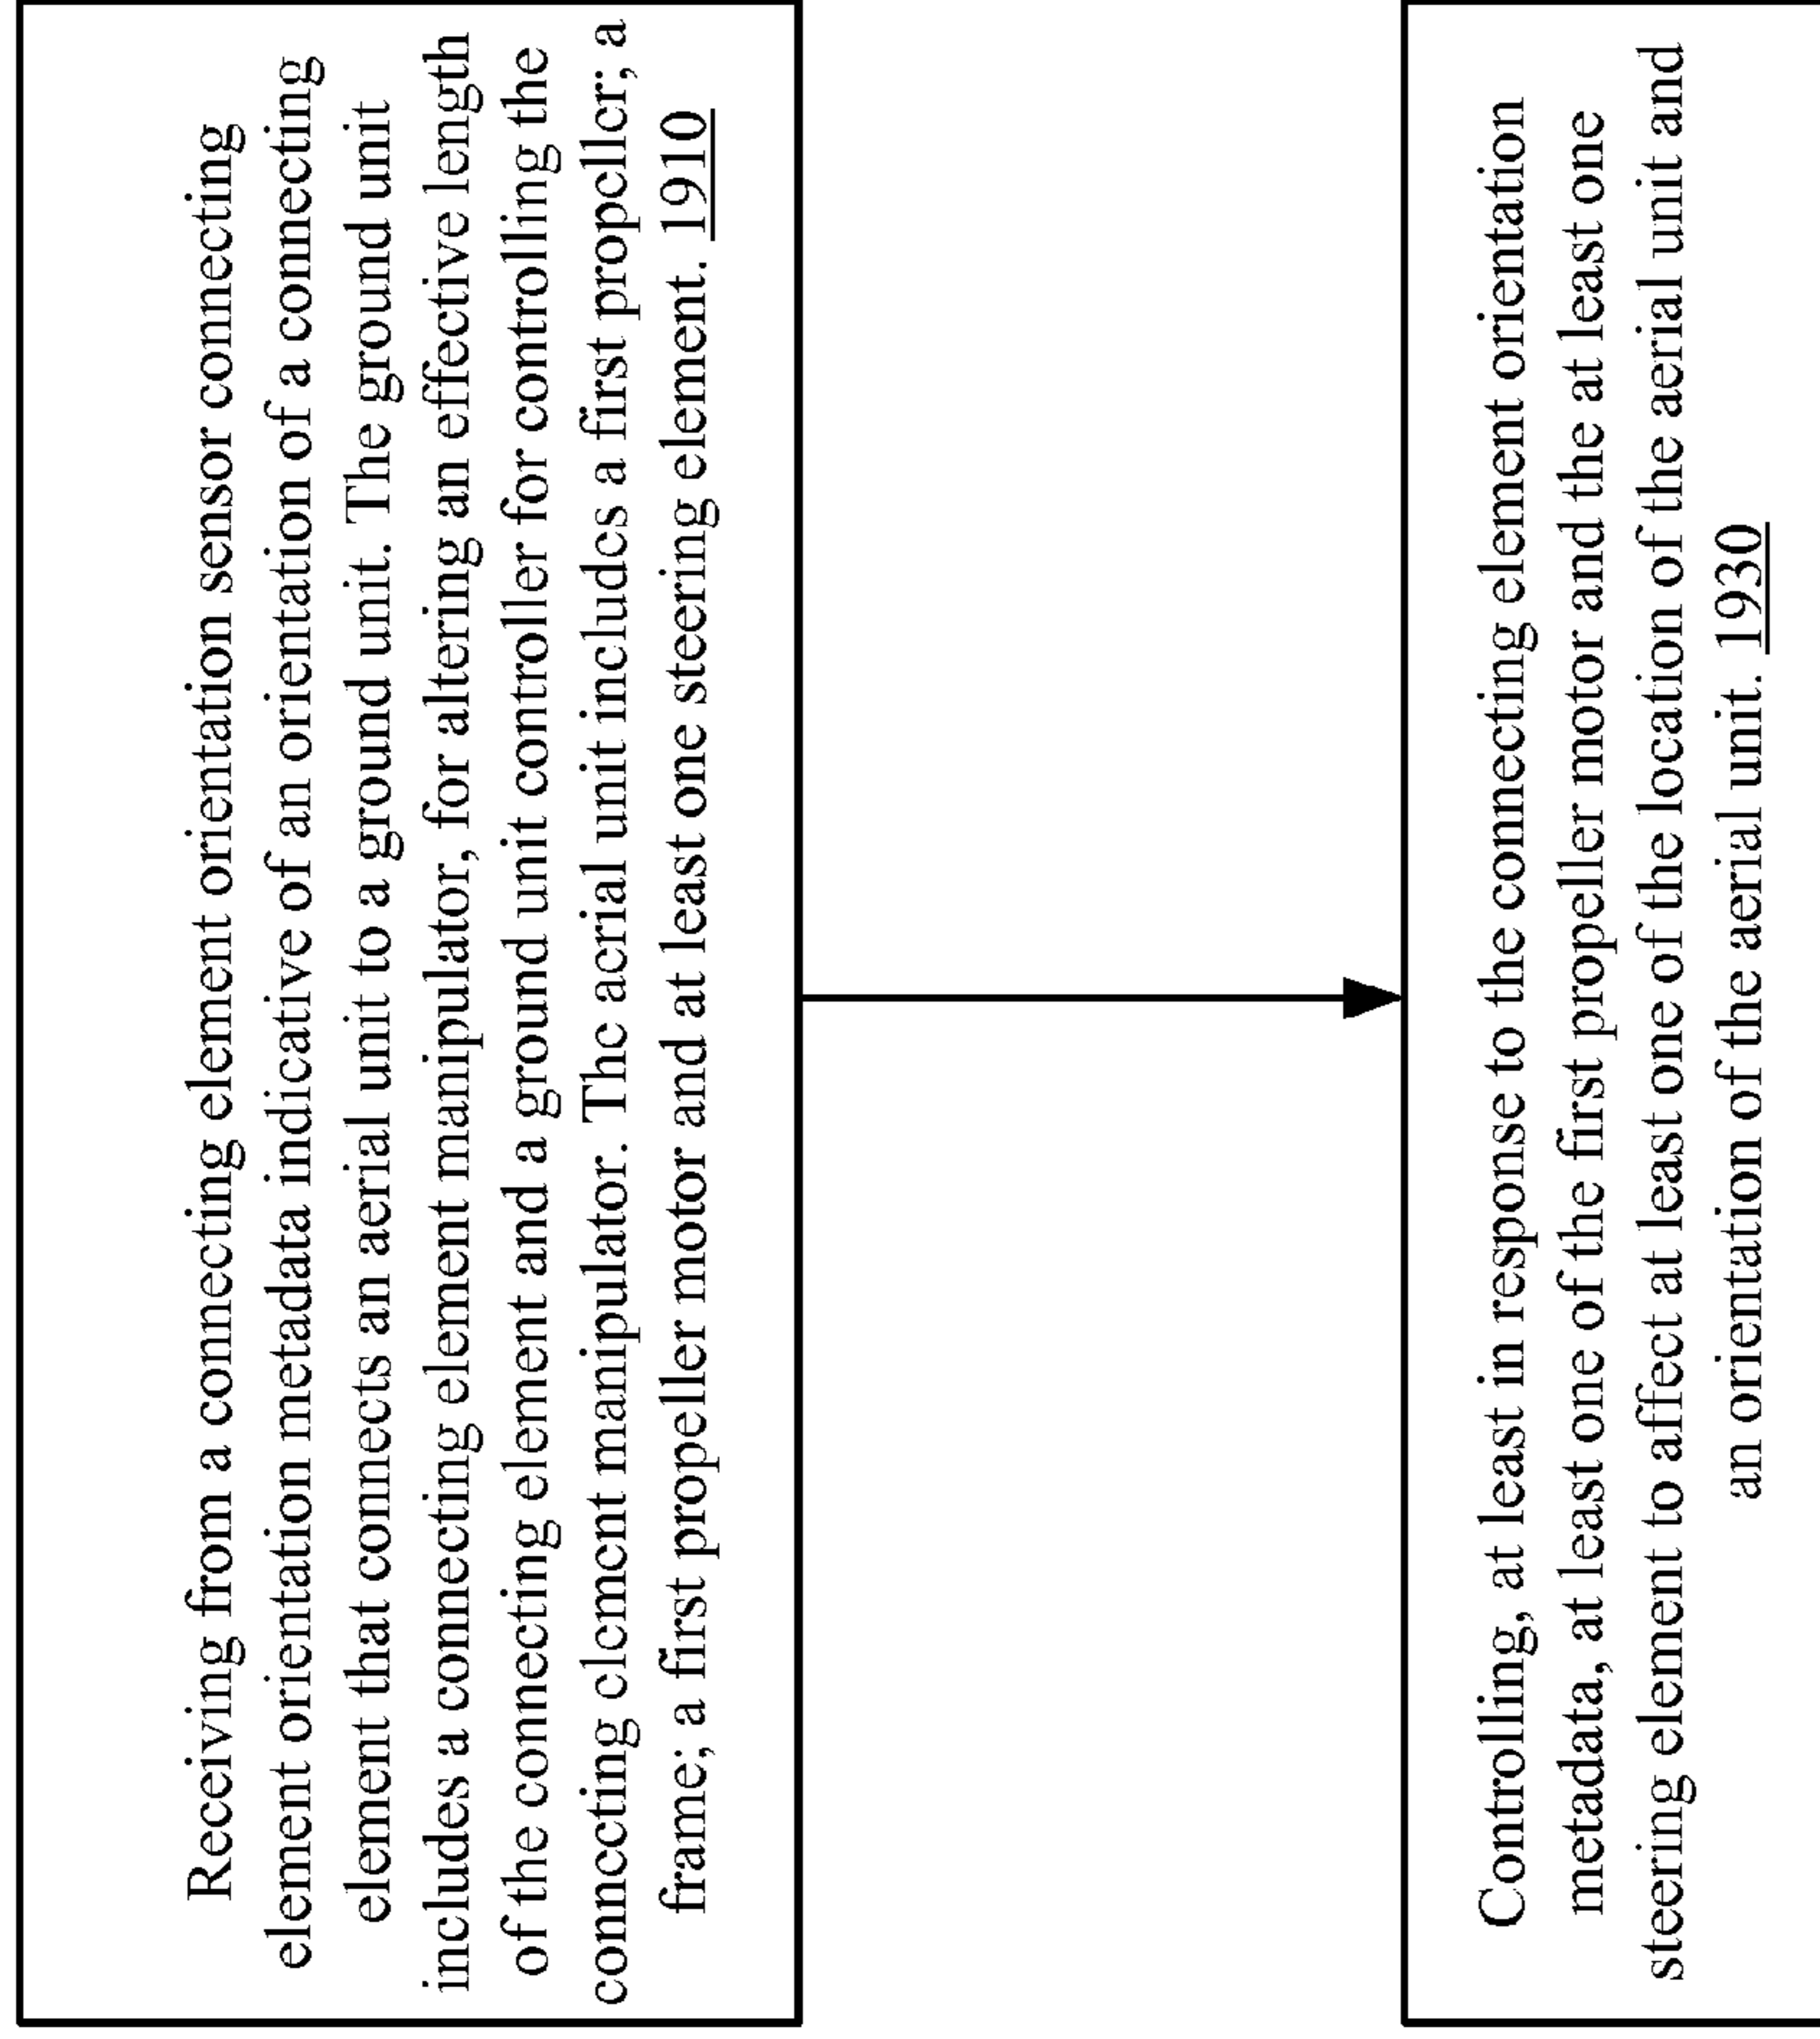 Receiving from a connecting element orientation sensor connecting
element orientation metadata indicative of an orientation of a connecting
element that connects an aerial unit to a ground unit. The ground unit
includes a connecting element manipulator, for altering an effective length
of the connecting element and a ground unit controller for controlling the
connecting element manipulator. The aerial unit includes a first propeller; a
frame; a first propeller motor and at least one steering element. 1910
Controlling, at least in response to the connecting element orientation
metadata, at least one of the first propeller motor and the at least one
steering element to affect at least one of the location of the aerial unit and
an orientation of the aerial unit. 1930